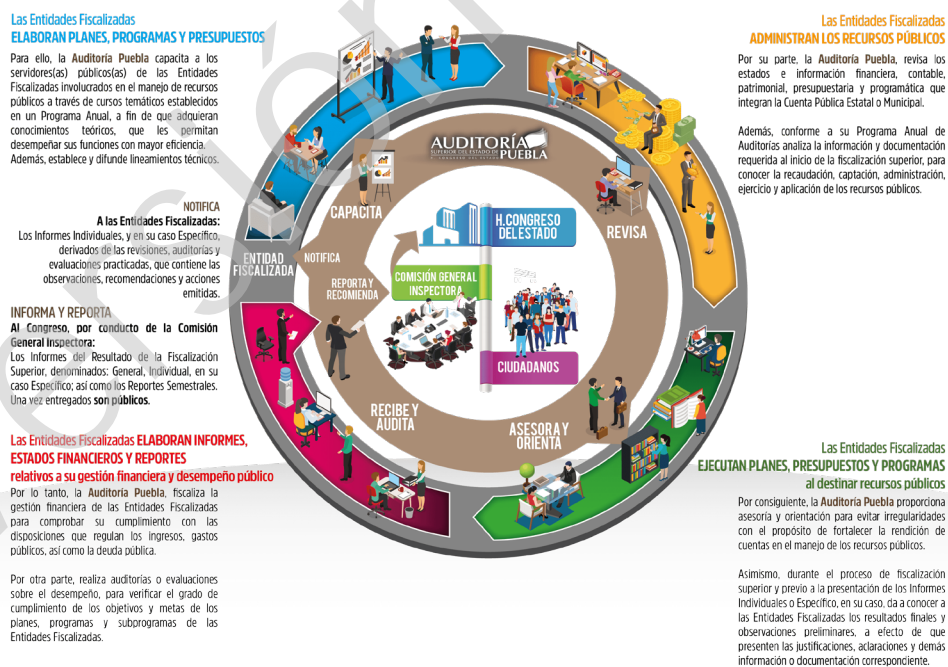 Las Entidades Fiscalizadas
ELABORAN PLANES, PROGRAMAS Y PRESUPUESTOS
Para ello, la Auditoría Puebla capacita a los
servidores(as) públicos(as) de las Entidades
Fiscalizadas involucrados en el manejo de recursos
públicos a través de cursos temáticos establecidos
en un Programa Anual, a fin de que adquieran
conocimientos teóricos, que les permitan
desempeñar sus funciones con mayor eficiencia.
Además, establece y difunde lineamientos técnicos.
NOTIFICA
A las Entidades Fiscalizadas:
Los Informes Individuales, y en su caso Específico,
derivados de las revisiones, auditorías y
evaluaciones practicadas, que contiene las
observaciones, recomendaciones y acciones
emitidas.
INFORMA Y REPORTA
Al Congreso, por conducto de la Comisión
General Inspectora:
Los Informes del Resultado de la Fiscalización
Superior, denominados: General, Individual, en su
caso Específico; así como los Reportes Semestrales.
Una vez entregados son públicos.
Las Entidades Fiscalizadas ELABORAN INFORMES,
ESTADOS FINANCIEROS Y REPORTES
relativos a su gestión financiera y desempeño público
Por lo tanto, la Auditoría Puebla, fiscaliza la
gestión financiera de las Entidades Fiscalizadas
para comprobar su cumplimiento con las
disposiciones que regulan los ingresos, gastos
públicos, así como la deuda pública.
Por otra parte, realiza auditorías o evaluaciones
sobre el desempeño, para verificar el grado de
cumplimiento de los objetivos y metas de los
planes, programas y subprogramas de las
Entidades Fiscalizadas.
AUDITORÍA
SUPERIOR DEL ESTADO DE PUEBLA
H. CONGRESO DEL ESTADO
CAPACITA
REVISA
H. CONGRESO
DEL ESTADO
ENTIDAD
FISCALIZADA
NOTIFICA
REPORTA Y
RECOMIENDA
COMISIÓN GENERAL
INSPECTORA
CIUDADANOS
RECIBE Y
AUDITA
ASESORA Y
ORIENTA
Las Entidades Fiscalizadas
ADMINISTRAN LOS RECURSOS PÚBLICOS
Por su parte, la Auditoría Puebla, revisa los
estados e información financiera, contable,
patrimonial, presupuestaria y programática que
integran la Cuenta Pública Estatal o Municipal.
Además, conforme a su Programa Anual de
Auditorías analiza la información y documentación
requerida al inicio de la fiscalización superior, para
conocer la recaudación, captación, administración,
ejercicio y aplicación de los recursos públicos.
Las Entidades Fiscalizadas
EJECUTAN PLANES, PRESUPUESTOS Y PROGRAMAS
al destinar recursos públicos
Por consiguiente, la Auditoría Puebla proporciona
asesoría y orientación para evitar irregularidades
con el propósito de fortalecer la rendición de
cuentas en el manejo de los recursos públicos.
Asimismo, durante el proceso de fiscalización
superior y previo a la presentación de los Informes
Individuales o Específico, en su caso, da a conocer a
las Entidades Fiscalizadas los resultados finales y
observaciones preliminares, a efecto de que
presenten las justificaciones, aclaraciones y demás
información o documentación correspondiente.